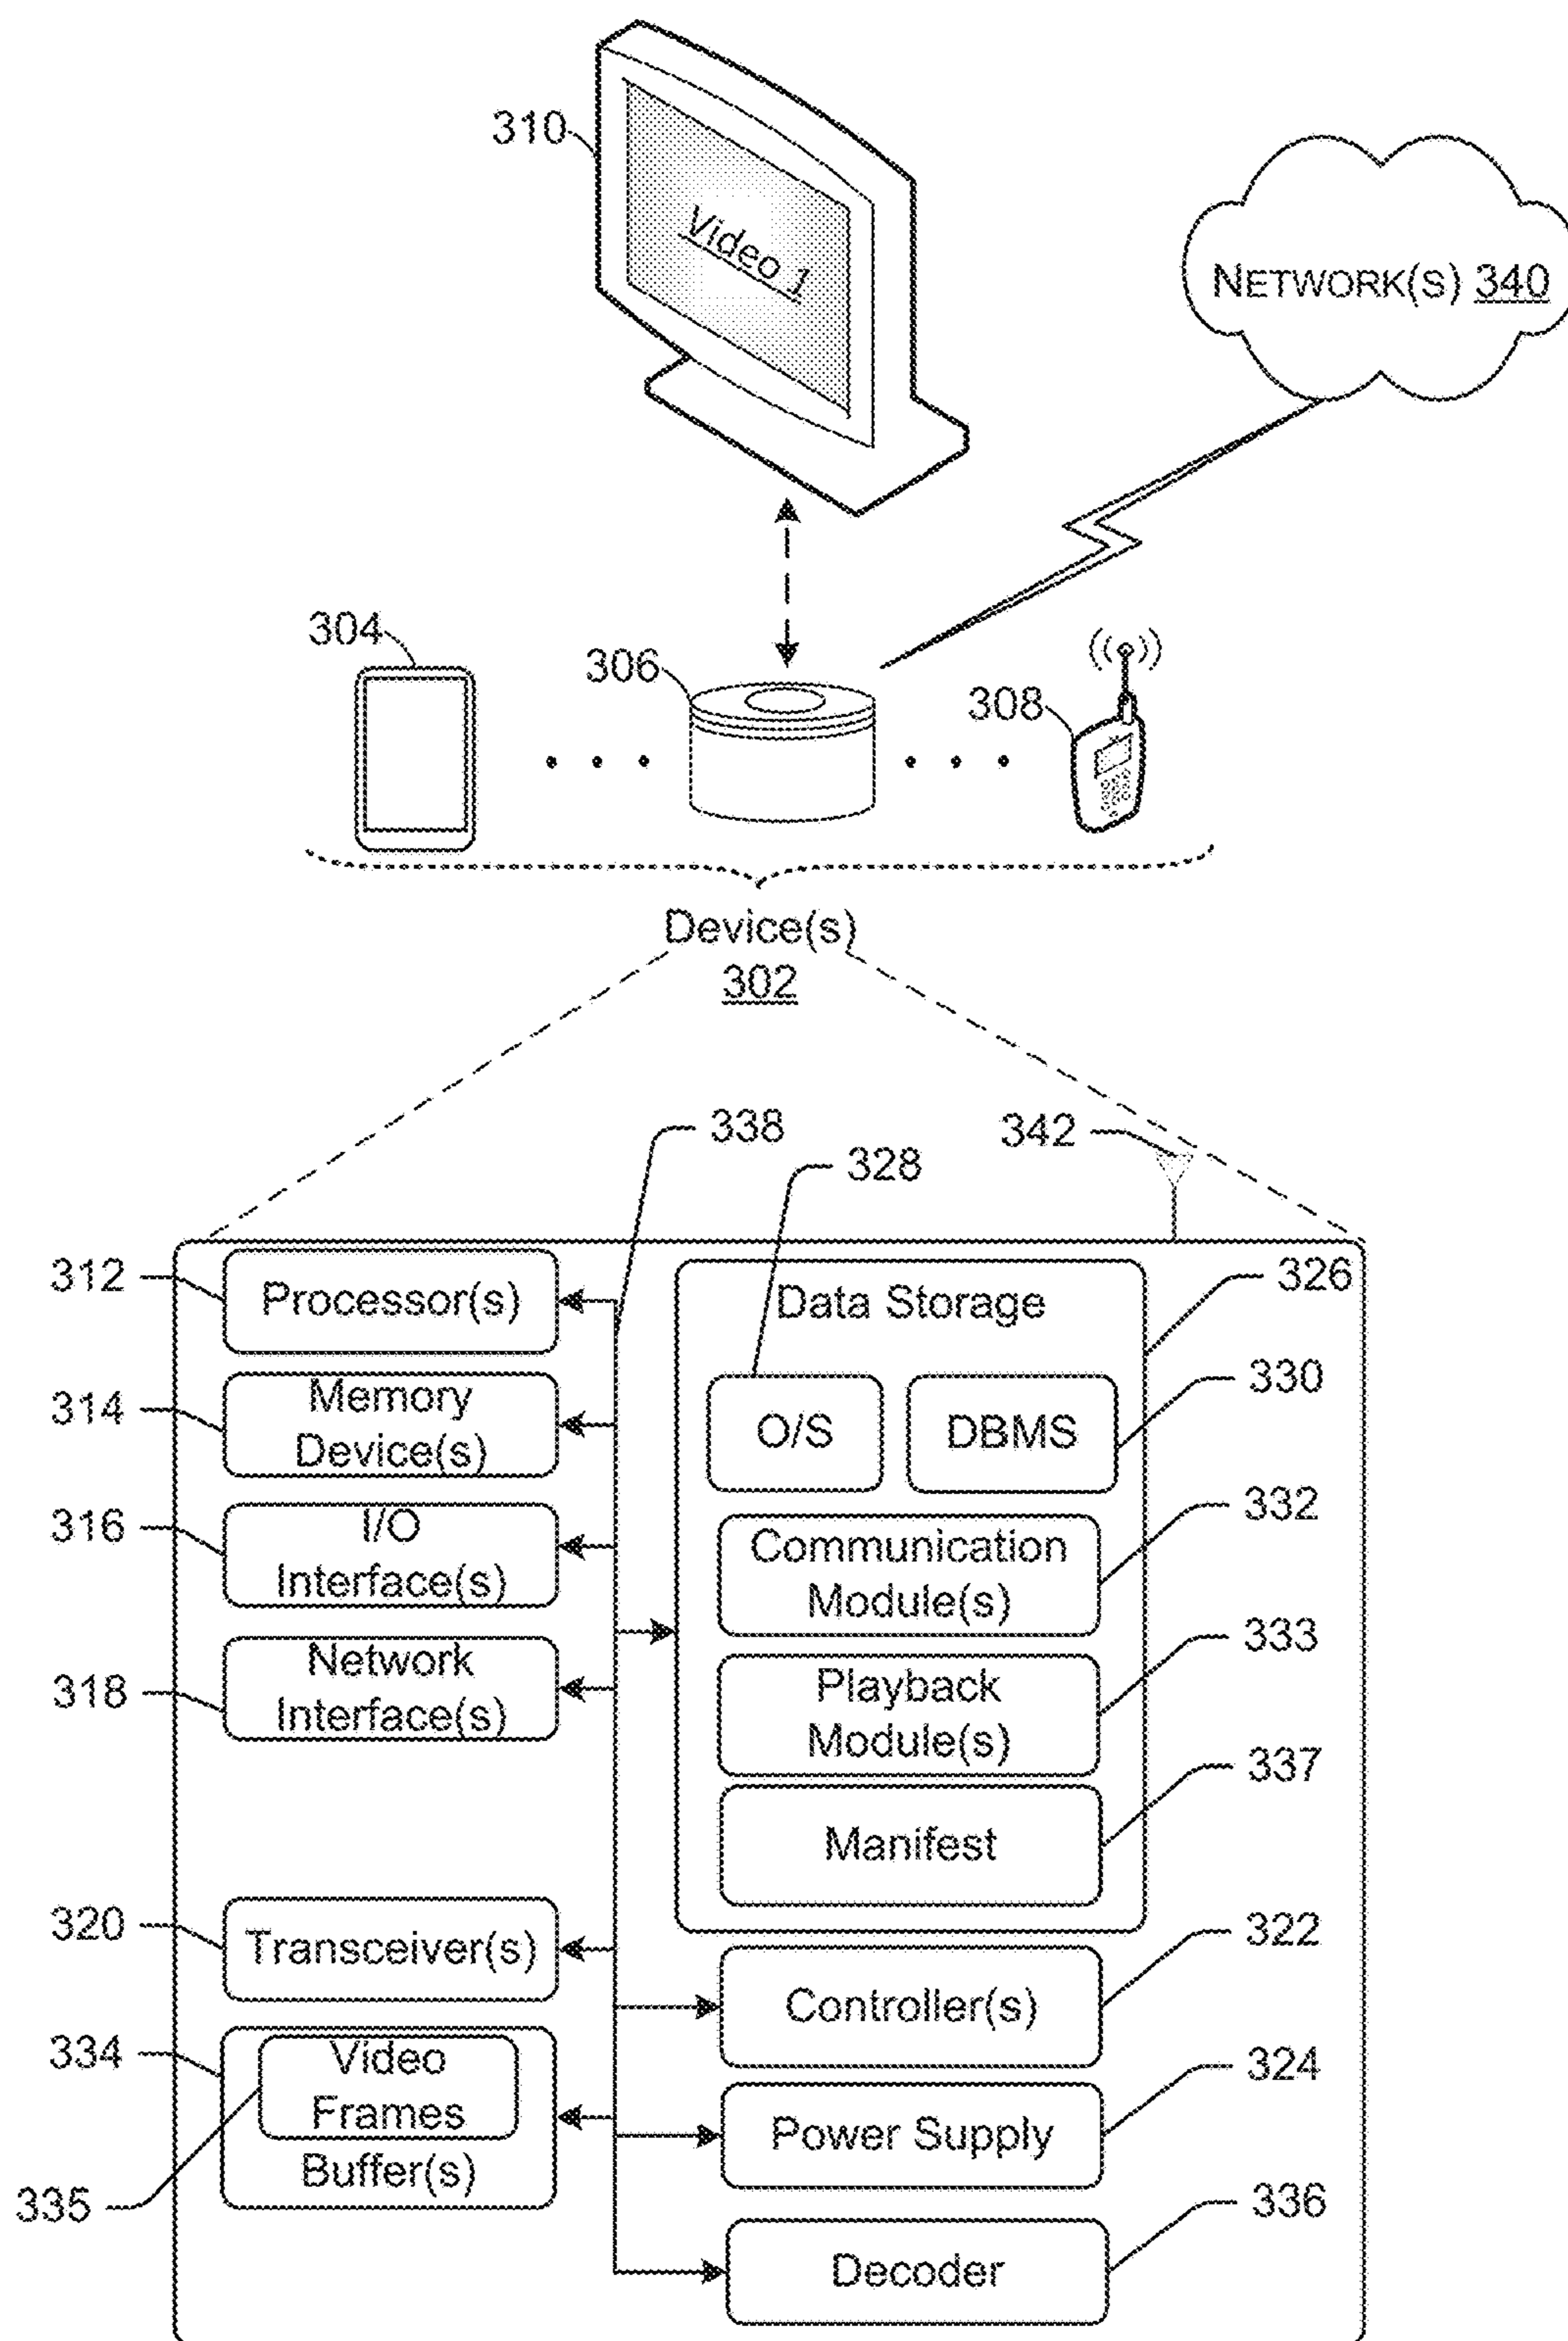 310
Video 1
NETWORK(S) 340
304
306
308
Device(s)
302
338
342
328
312
Processor(s)
Data Storage
326
314
Memory
Device(s)
O/S
DBMS
330
316
I/O
Interface(s)
Communication
Module(s)
332
318
Network
Interface(s)
Playback
Module(s)
333
Manifest
337
320
Transceiver(s)
Controller(s)
322
334
Video
Frames
Buffer(s)
335
Power Supply
324
Decoder
336